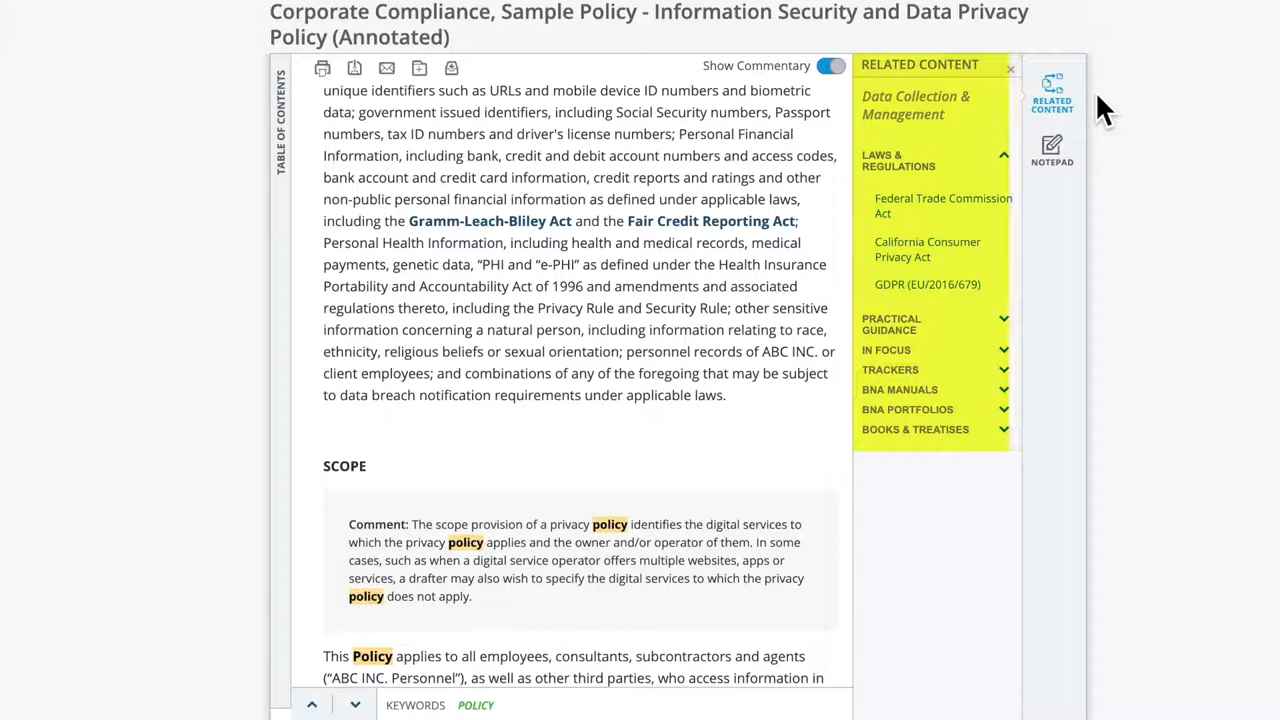 Corporate Compliance, Sample Policy - Information Security and Data Privacy
Policy (Annotated)
TABLE OF CONTENTS
Show Commentary
unique identifiers such as URLs and mobile device ID numbers and biometric
data; government issued identifiers, including Social Security numbers, Passport
numbers, tax ID numbers and driver's license numbers; Personal Financial
Information, including bank, credit and debit account numbers and access codes,
bank account and credit card information, credit reports and ratings and other
non-public personal financial information as defined under applicable laws,
including the Gramm-Leach-Bliley Act and the Fair Credit Reporting Act;
Personal Health Information, including health and medical records, medical
payments, genetic data, “PHI and “e-PHI” as defined under the Health Insurance
Portability and Accountability Act of 1996 and amendments and associated
regulations thereto, including the Privacy Rule and Security Rule; other sensitive
information concerning a natural person, including information relating to race,
ethnicity, religious beliefs or sexual orientation; personnel records of ABC INC. or
client employees; and combinations of any of the foregoing that may be subject
to data breach notification requirements under applicable laws.
SCOPE
Comment: The scope provision of a privacy policy identifies the digital services to
which the privacy policy applies and the owner and/or operator of them. In some
cases, such as when a digital service operator offers multiple websites, apps or
services, a drafter may also wish to specify the digital services to which the privacy
policy does not apply.
This Policy applies to all employees, consultants, subcontractors and agents
(“ABC INC. Personnel”), as well as other third parties, who access information in
KEYWORDS POLICY
RELATED CONTENT
Data Collection &
Management
LAWS &
REGULATIONS
Federal Trade Commission
Act
California Consumer
Privacy Act
GDPR (EU/2016/679)
PRACTICAL
GUIDANCE
IN FOCUS
TRACKERS
BNA MANUALS
BNA PORTFOLIOS
BOOKS & TREATISES
RELATED
CONTENT
NOTEPAD